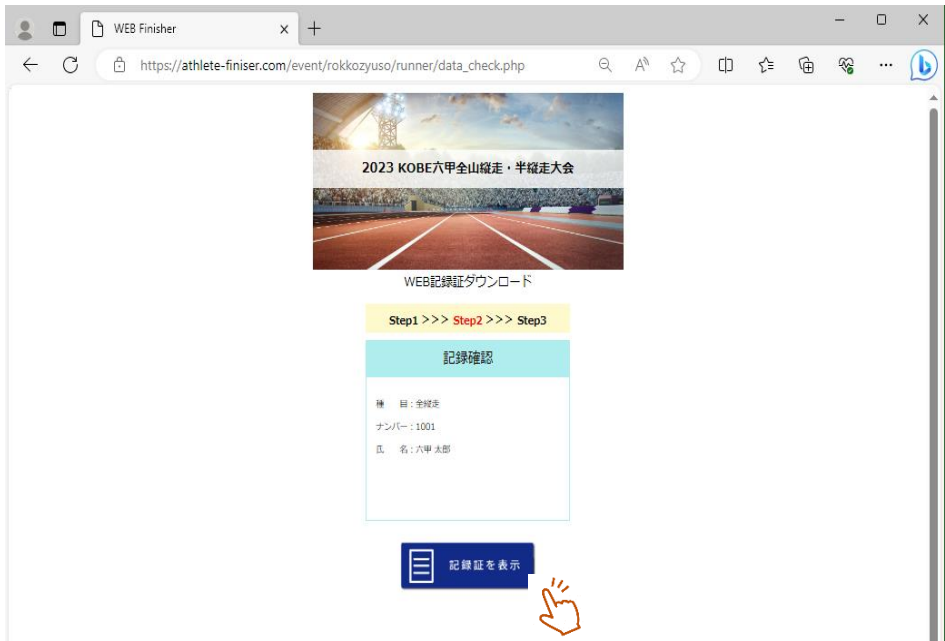 WEB Finisher
https://athlete-finiser.com/event/rokkozyuso/runner/data_check.php
2023 KOBE六甲全山縦走・半縦走大会
WEB記録証ダウンロード
Step1 >>> Step2 >>> Step3
記録確認
種　目：全縦走
ナンバー：1001
氏　名：六甲 太郎
記録証を表示